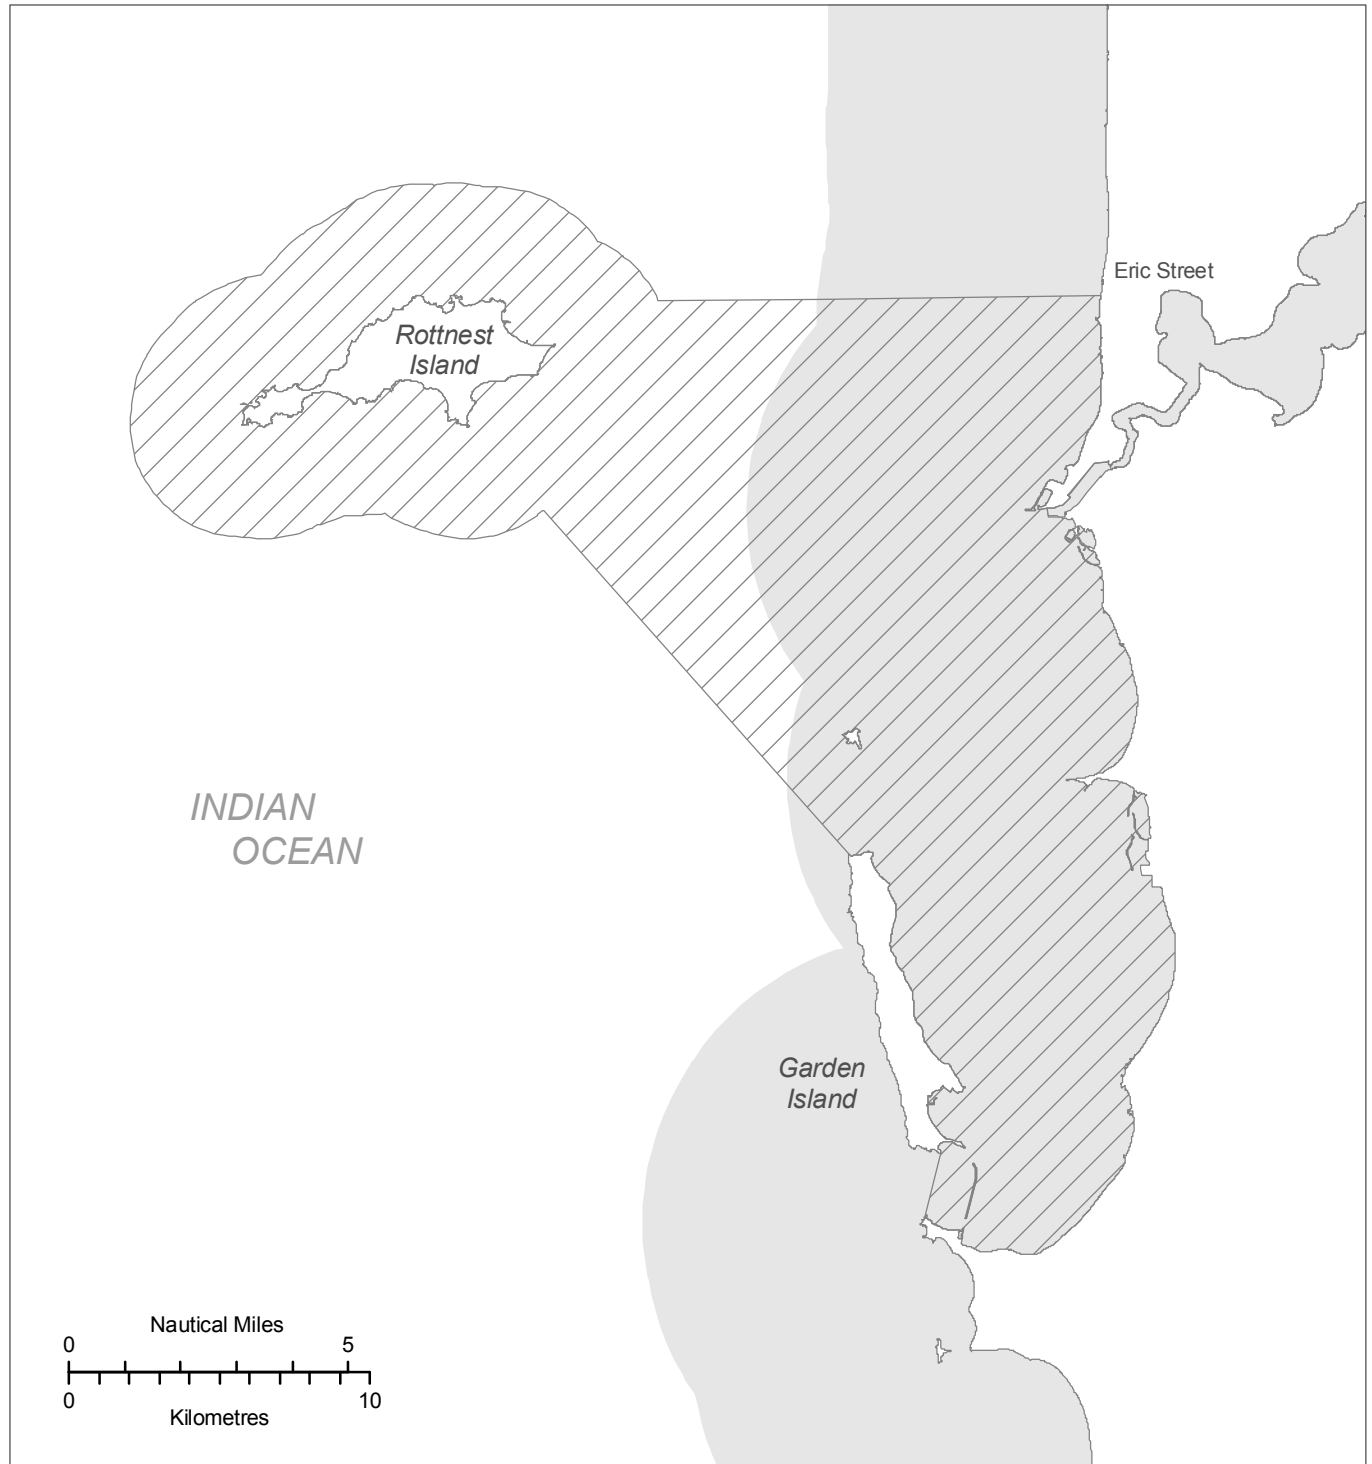 Eric Street
Rottnest
Island
INDIAN
OCEAN
Garden
Island
Nautical Miles
0 5
0 10
Kilometres